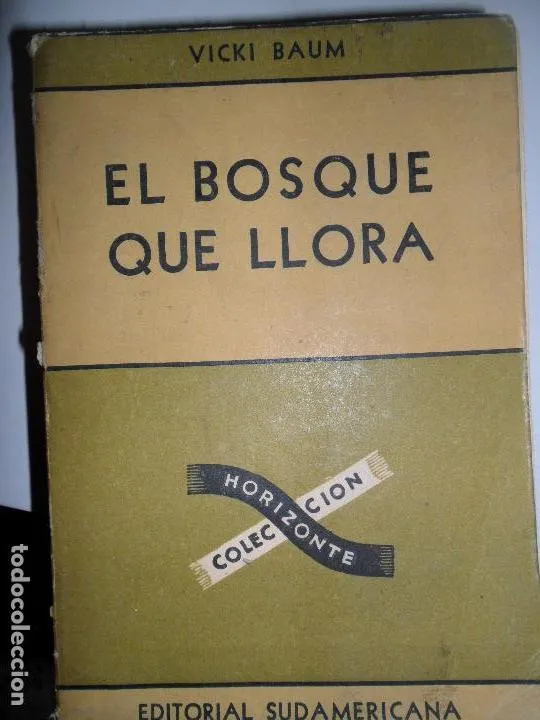 VICKI BAUM
EL BOSQUE
QUE LLORA
COLECCION
HORIZONTE
EDITORIAL SUDAMERICANA
todocoleccion